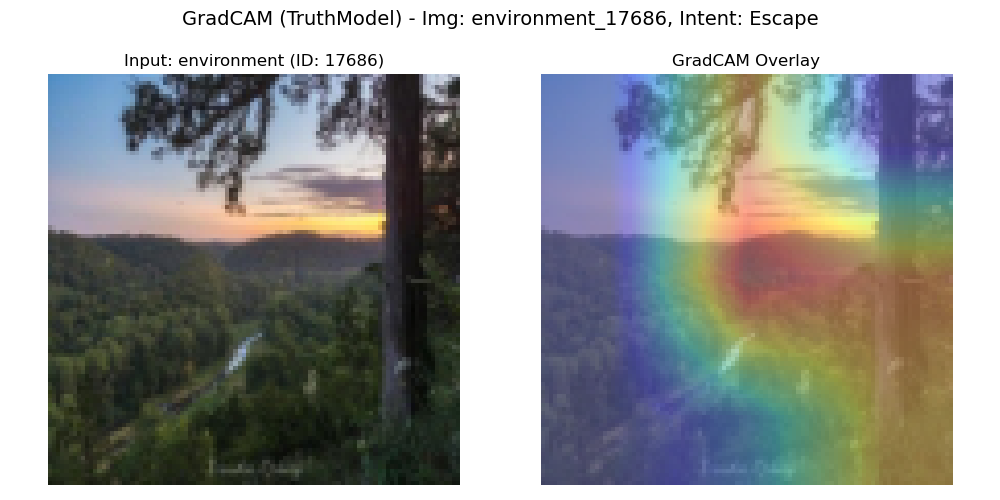 GradCAM (TruthModel) - Img: environment_17686, Intent: Escape
Input: environment (ID: 17686)
GradCAM Overlay